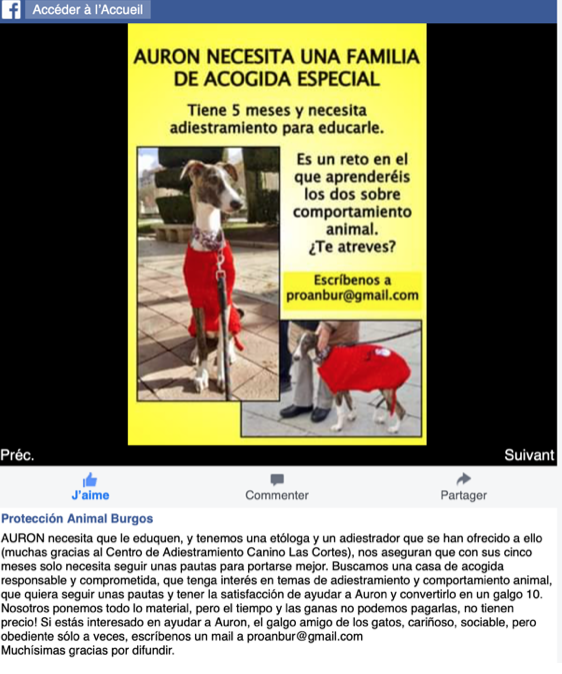 f Accéder à l'Accueil
AURON NECESITA UNA FAMILIA
DE ACOGIDA ESPECIAL
Tiene 5 meses y necesita
adiestramiento para educarle.
Es un reto en el
que aprenderéis
los dos sobre
comportamiento
animal.
¿Te atreves?
Escríbenos a
proanbur@gmail.com
Préc.
Suivant
J'aime
Commenter
Partager
Protección Animal Burgos
AURON necesita que le eduquen, y tenemos una etóloga y un adiestrador que se han ofrecido a ello
(muchas gracias al Centro de Adiestramiento Canino Las Cortes), nos aseguran que con sus cinco
meses solo necesita seguir unas pautas para portarse mejor. Buscamos una casa de acogida
responsable y comprometida, que tenga interés en temas de adiestramiento y comportamiento animal,
que quiera seguir unas pautas y tener la satisfacción de ayudar a Auron y convertirlo en un galgo 10.
Nosotros ponemos todo lo material, pero el tiempo y las ganas no podemos pagarlas, no tienen
precio! Si estás interesado en ayudar a Auron, el galgo amigo de los gatos, cariñoso, sociable, pero
obediente sólo a veces, escríbenos un mail a proanbur@gmail.com
Muchísimas gracias por difundir.